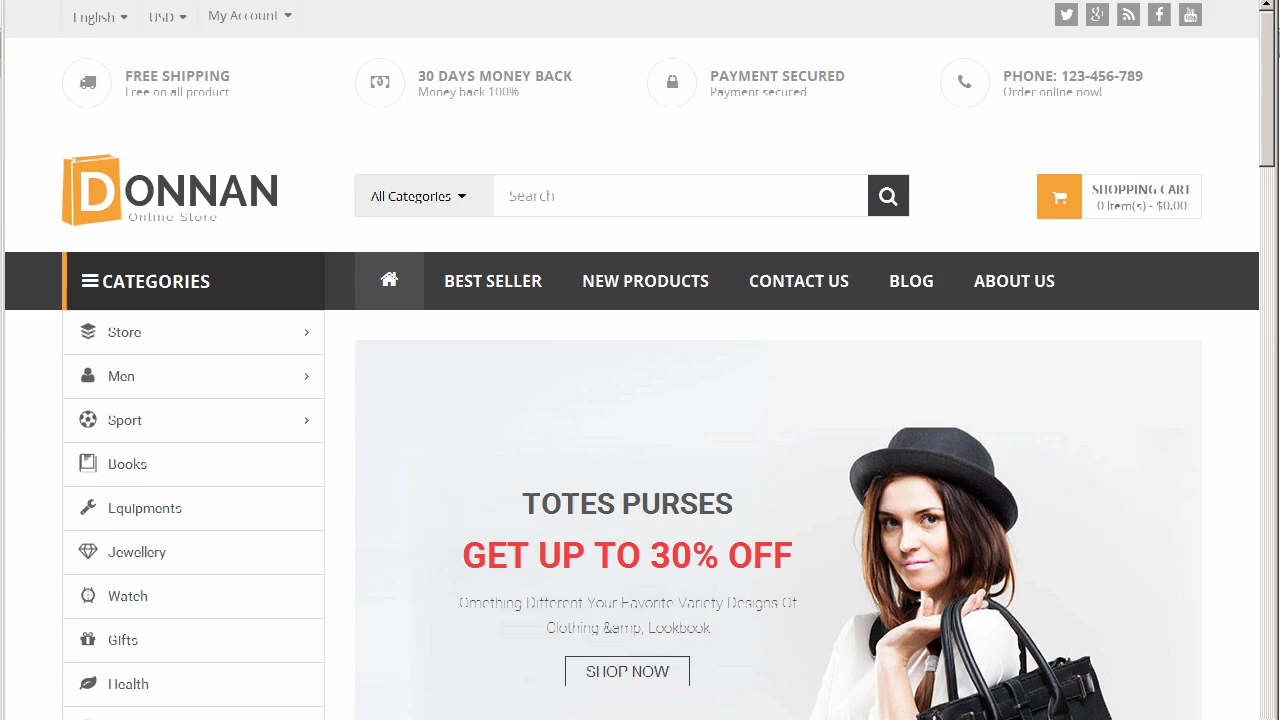 English USD My Account
FREE SHIPPING
Free on all product
30 DAYS MONEY BACK
Money back 100%
PAYMENT SECURED
Payment secured
PHONE: 123-456-789
Order online now!
DONNAN
Online Store
All Categories Search
SHOPPING CART
0 Item(s) - $0.00
CATEGORIES BEST SELLER NEW PRODUCTS CONTACT US BLOG ABOUT US
Store
Men
Sport
Books
Equipments
Jewellery
Watch
Gifts
Health
TOTES PURSES
GET UP TO 30% OFF
Omething Different Your Favorite Variety Designs Of
Clothing &amp, Lookbook
SHOP NOW